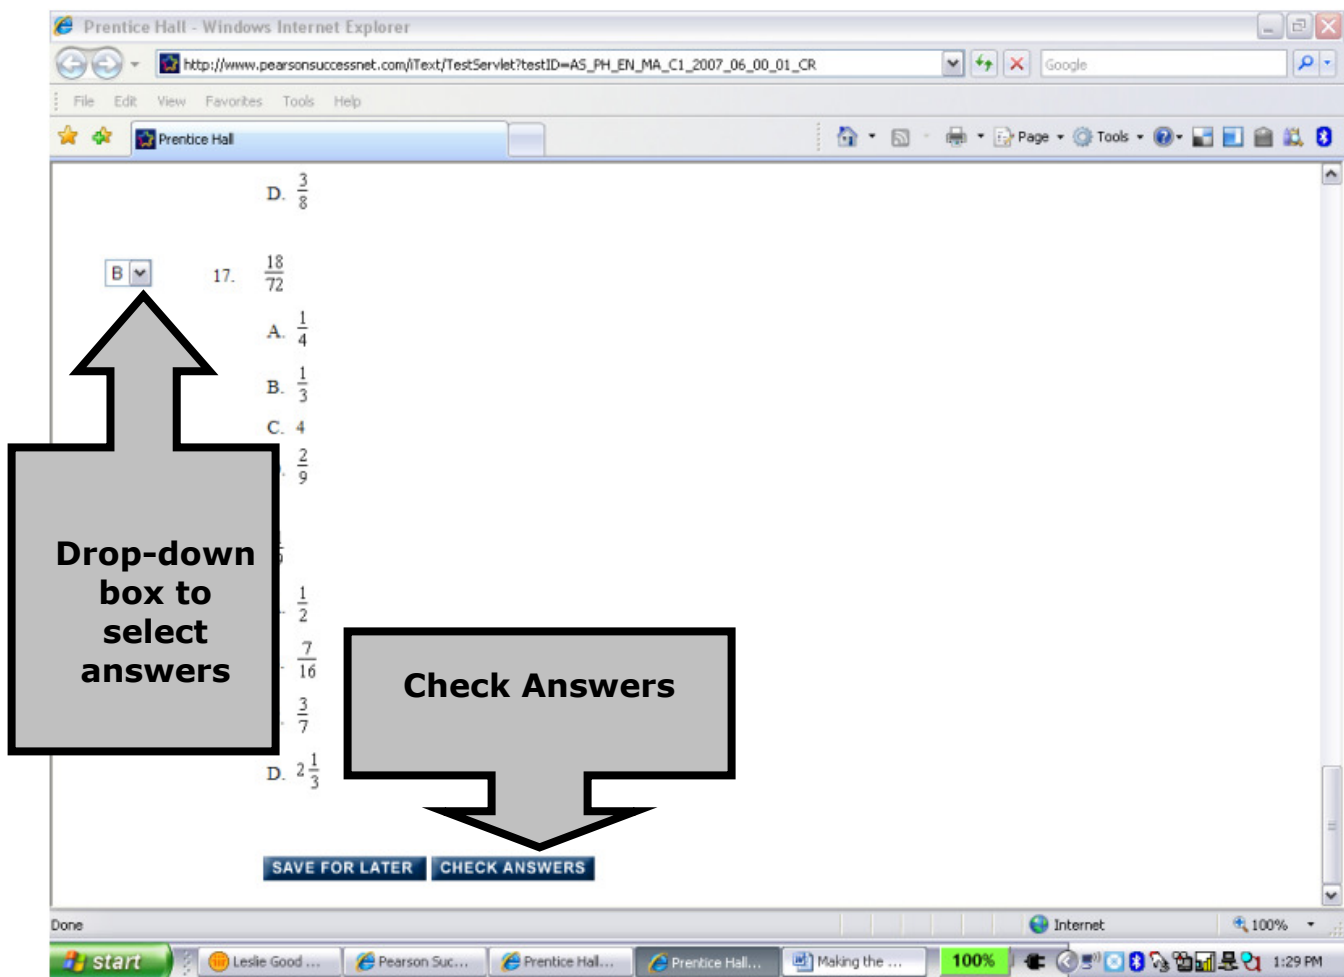 Prentice Hall - Windows Internet Explorer
http://www.pearsonsuccessnet.com/iText/TestServlet?testID=AS_PH_EN_MA_C1_2007_06_00_01_CR
Google
File Edit View Favorites Tools Help
Prentice Hall
Page Tools
D. 3/8
B 17. 18/72
A. 1/4
B. 1/3
C. 4
2/9
1/2
7/16
3/7
D. 2 1/3
Drop-down
box to
select
answers
Check Answers
SAVE FOR LATER CHECK ANSWERS
Done Internet 100%
start Leslie Good ... Pearson Suc... Prentice Hall... Prentice Hall... Making the ... 100% 1:29 PM